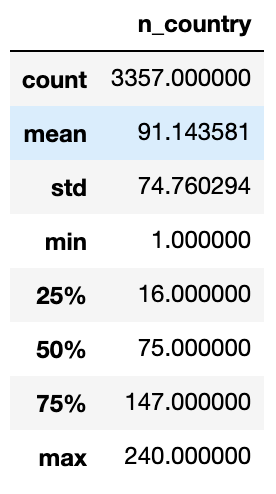 n_country
count 3357.000000
mean 91.143581
std 74.760294
min 1.000000
25% 16.000000
50% 75.000000
75% 147.000000
max 240.000000